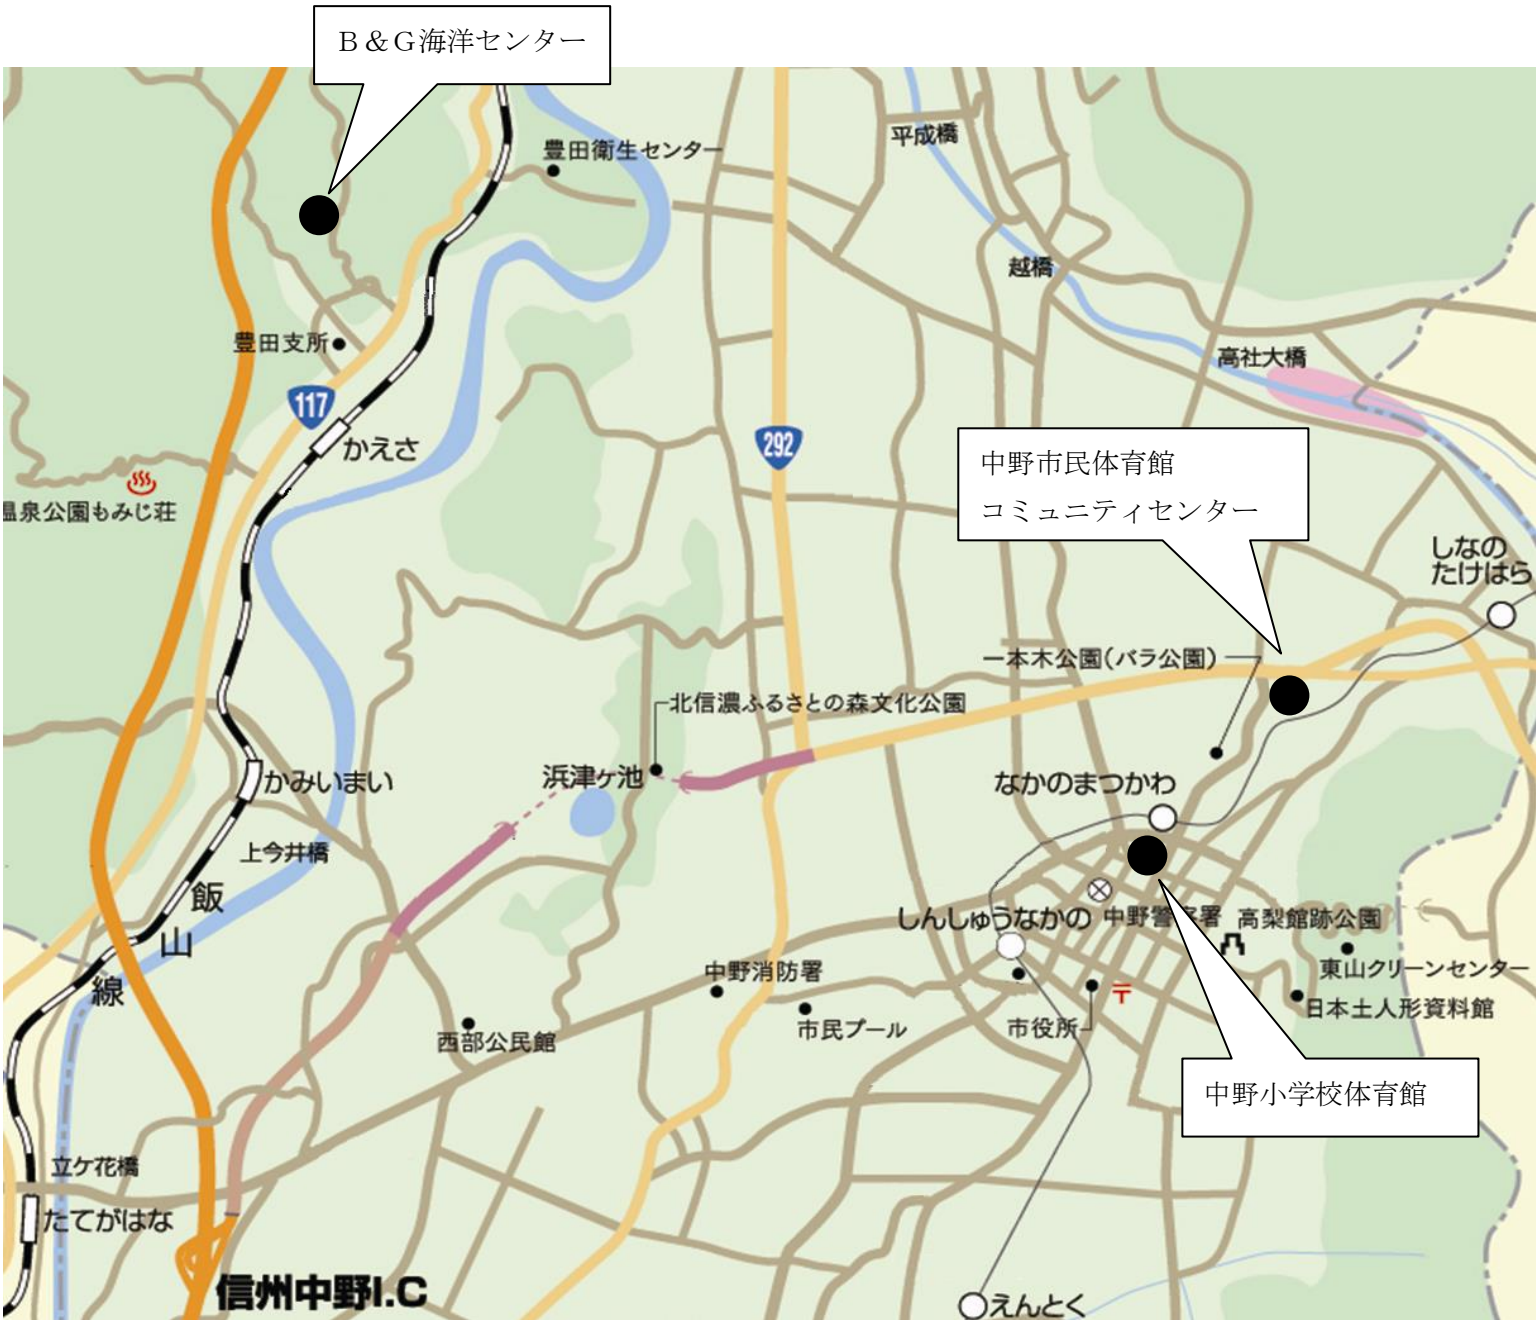 B&G海洋センター
豊田衛生センター
平成橋
越橋
豊田支所
高社大橋
117
かえさ
292
中野市民体育館
コミュニティセンター
温泉公園もみじ荘
しなの
たけはら
一本木公園(バラ公園)
北信濃ふるさとの森文化公園
浜津ケ池
かみいまい
なかのまつかわ
上今井橋
飯
山
線
しんしゅうなかの
中野警察署
高梨館跡公園
東山クリーンセンター
中野消防署
日本土人形資料館
市民プール
市役所
〒
西部公民館
中野小学校体育館
立ケ花橋
たてがはな
信州中野I.C
えんとく